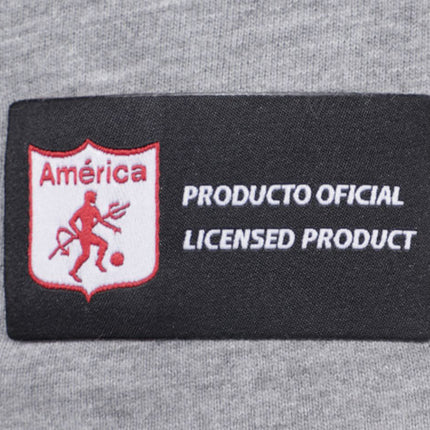 América
PRODUCTO OFICIAL
LICENSED PRODUCT